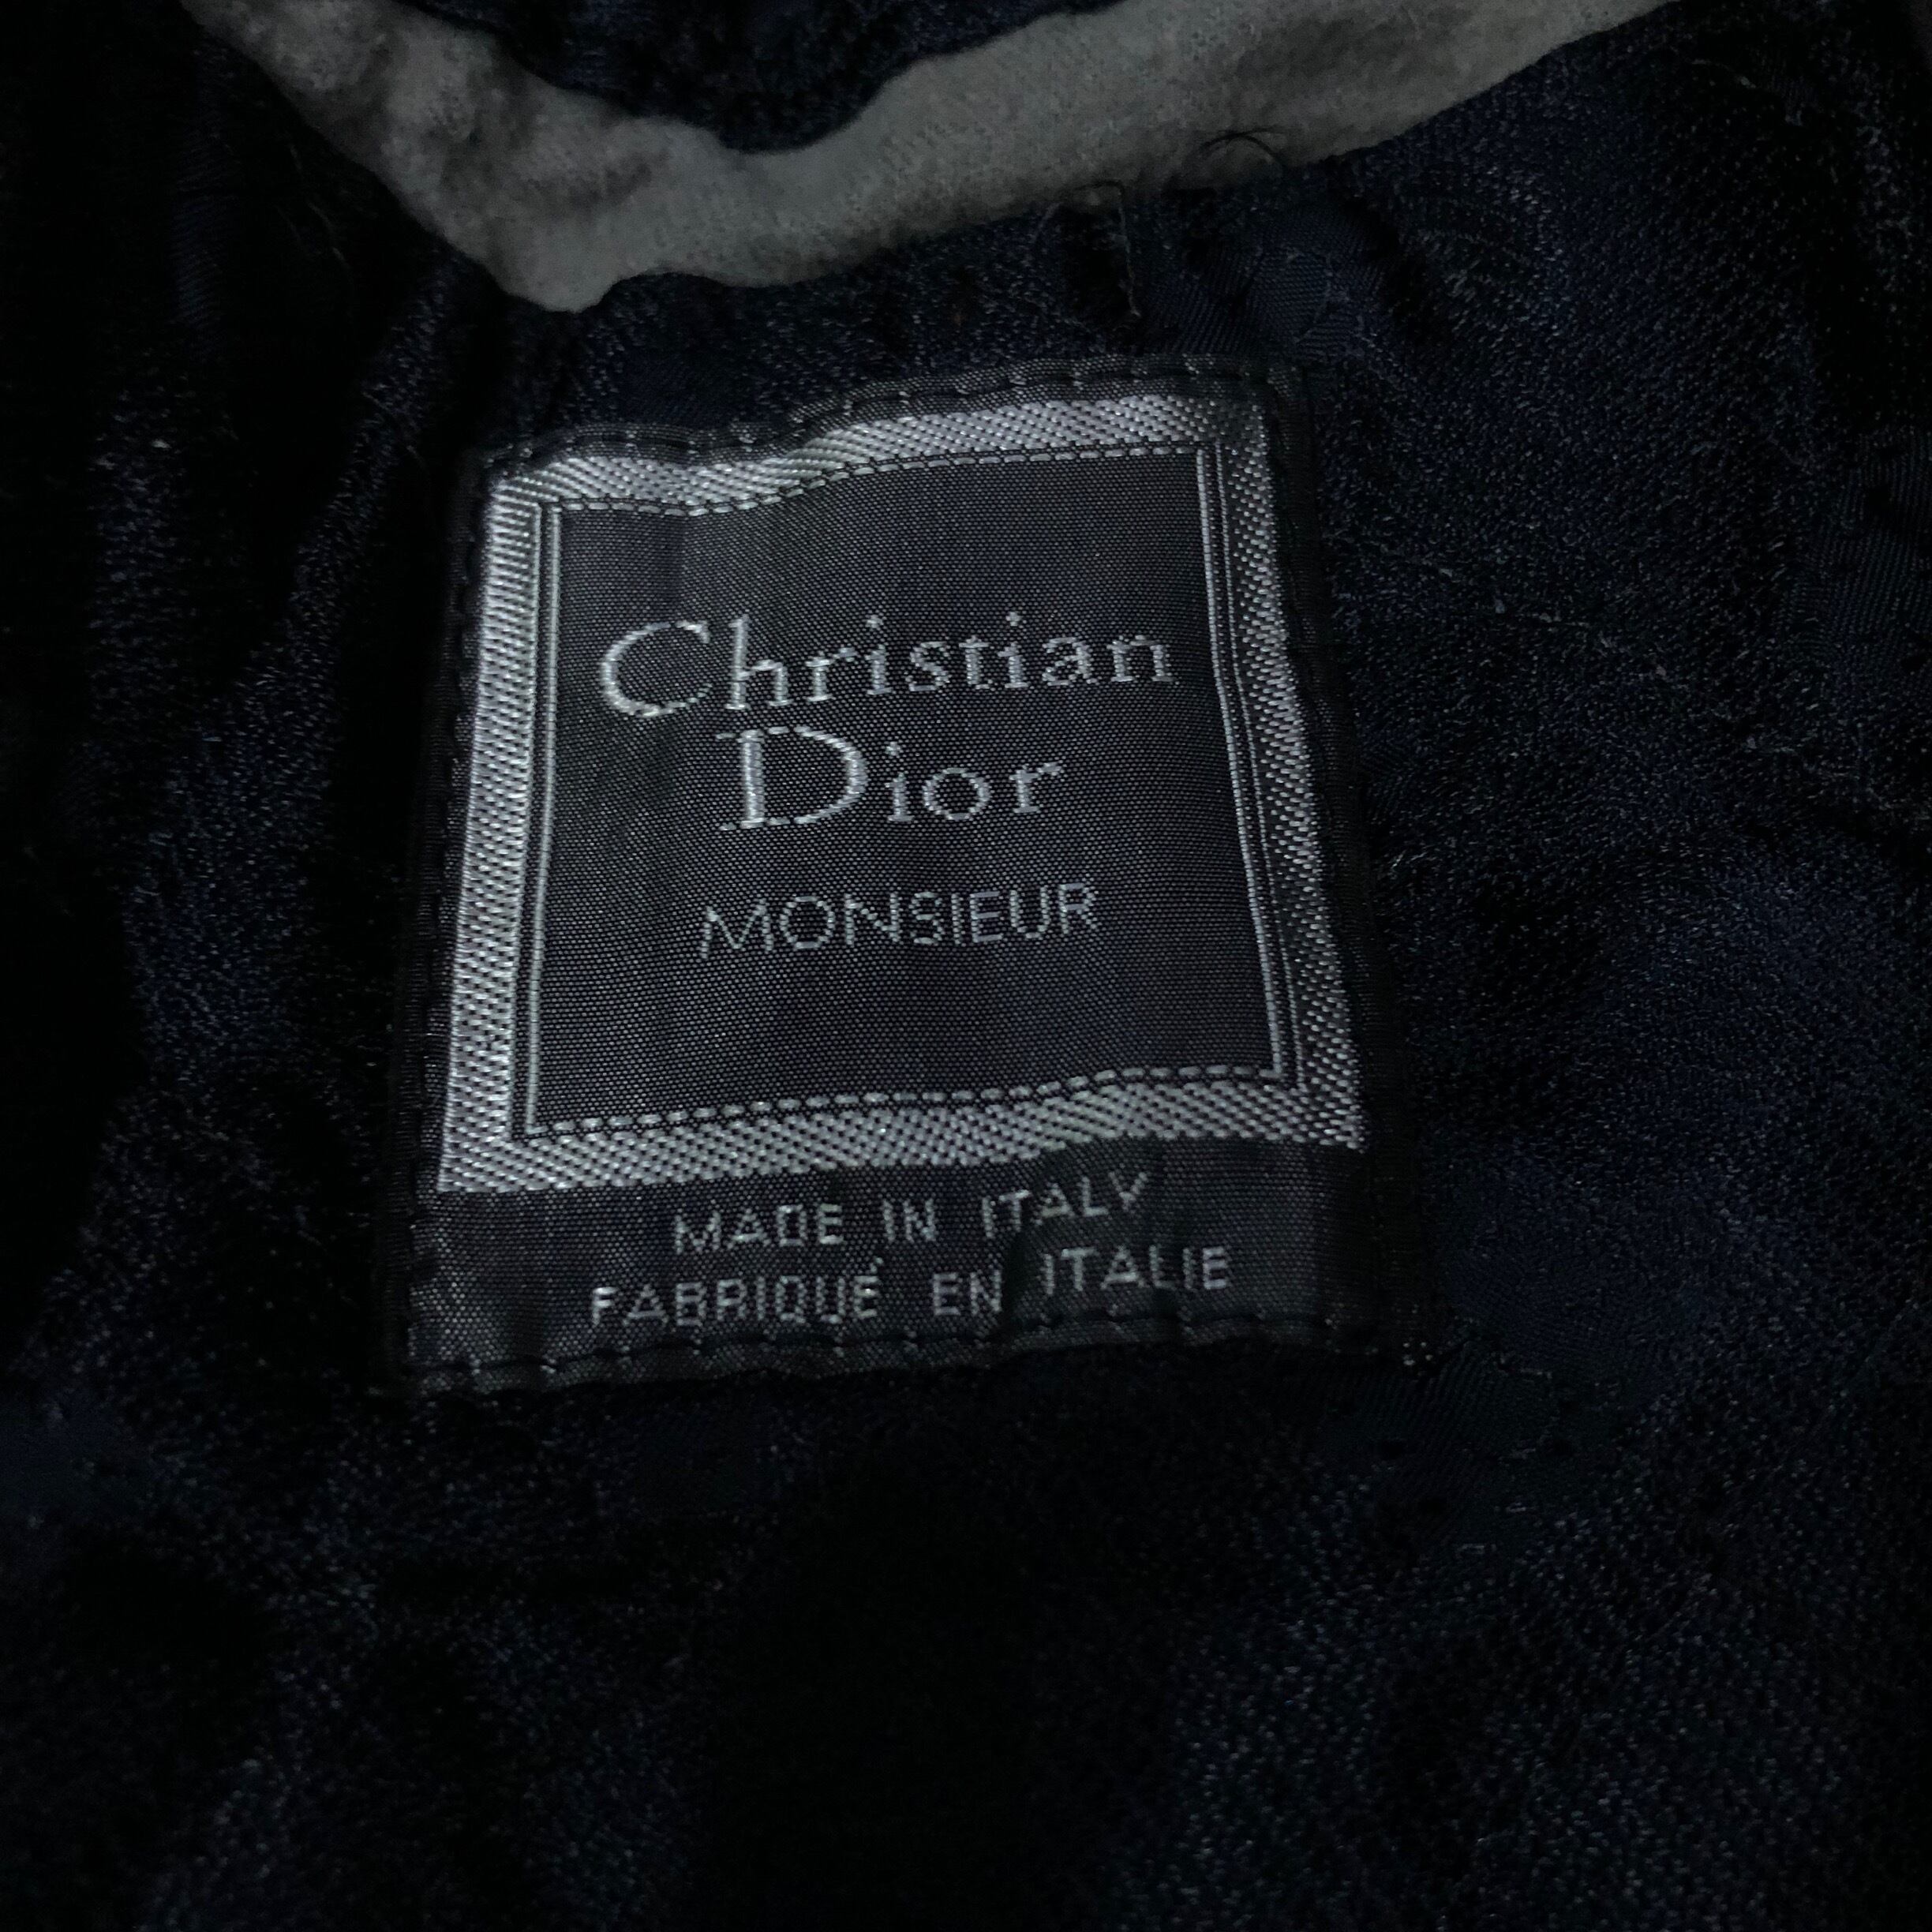 Christian
Dior
MONSIEUR
MADE IN ITALY
FABRIQUÉ EN ITALIE